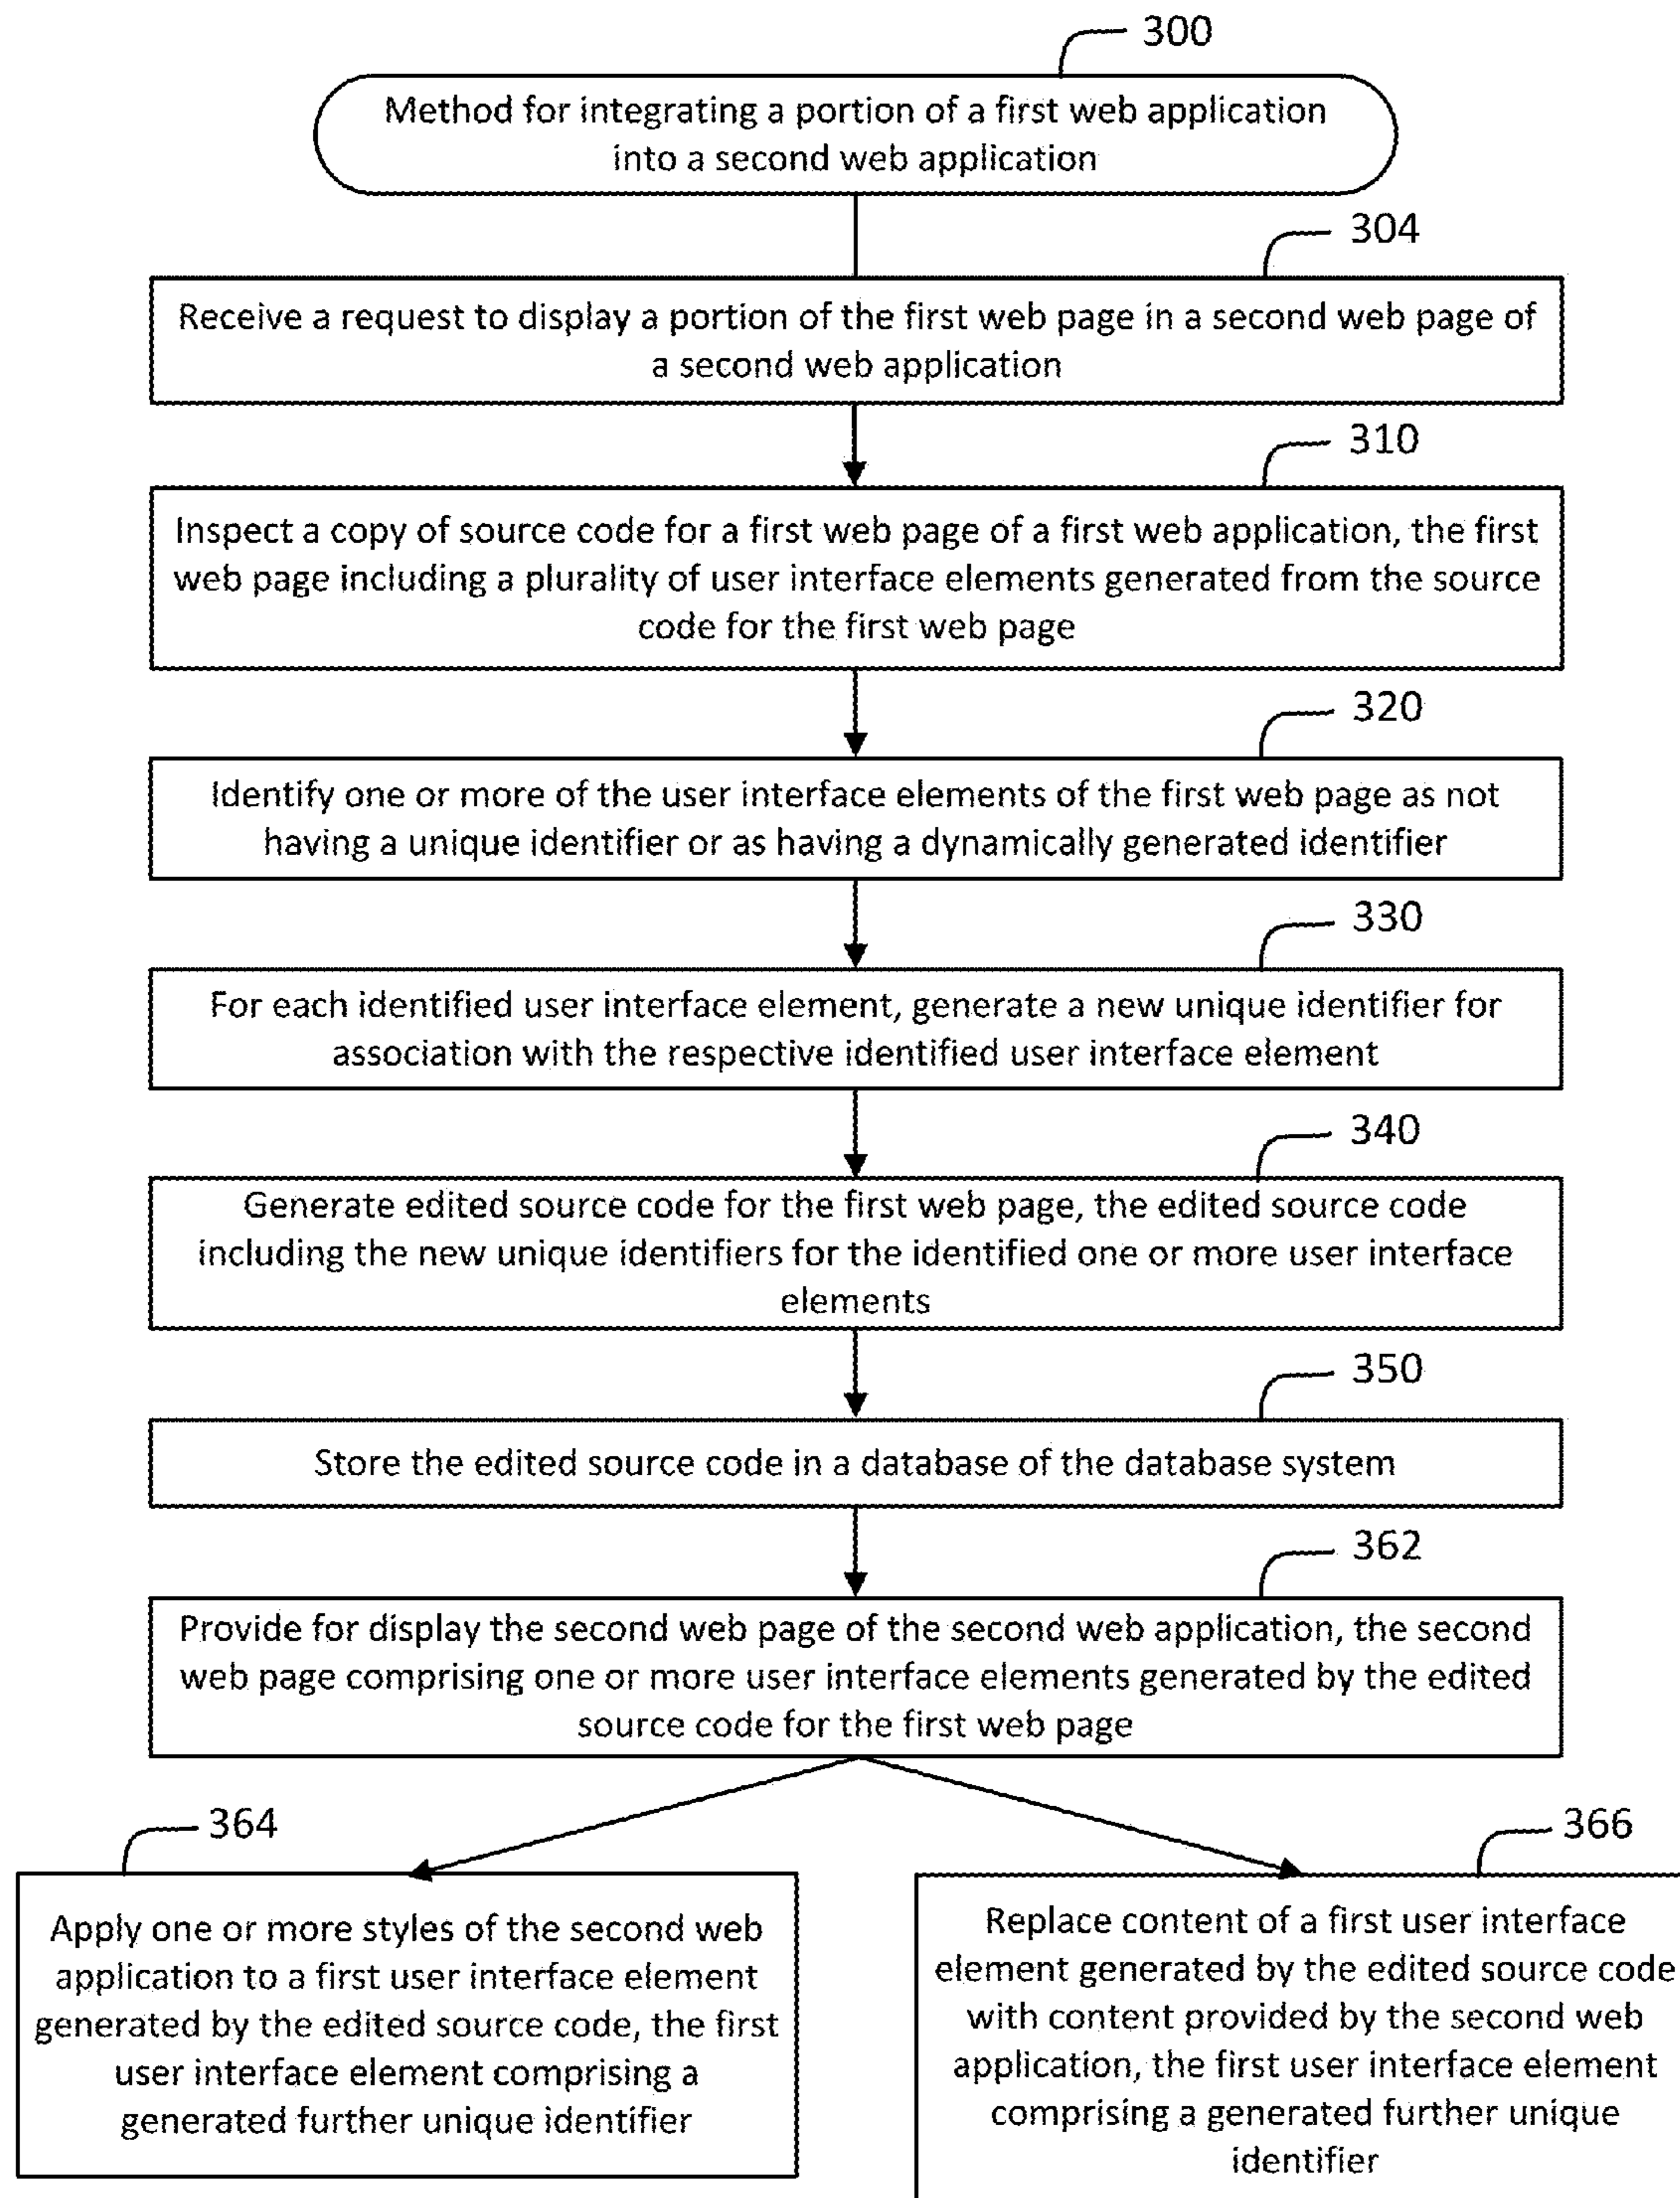 300
Method for integrating a portion of a first web application
into a second web application
304
Receive a request to display a portion of the first web page in a second web page of
a second web application
310
Inspect a copy of source code for a first web page of a first web application, the first
web page including a plurality of user interface elements generated from the source
code for the first web page
320
Identify one or more of the user interface elements of the first web page as not
having a unique identifier or as having a dynamically generated identifier
330
For each identified user interface element, generate a new unique identifier for
association with the respective identified user interface element
340
Generate edited source code for the first web page, the edited source code
including the new unique identifiers for the identified one or more user interface
elements
350
Store the edited source code in a database of the database system
362
Provide for display the second web page of the second web application, the second
web page comprising one or more user interface elements generated by the edited
source code for the first web page
364
Apply one or more styles of the second web
application to a first user interface element
generated by the edited source code, the first
user interface element comprising a
generated further unique identifier
366
Replace content of a first user interface
element generated by the edited source code
with content provided by the second web
application, the first user interface element
comprising a generated further unique
identifier